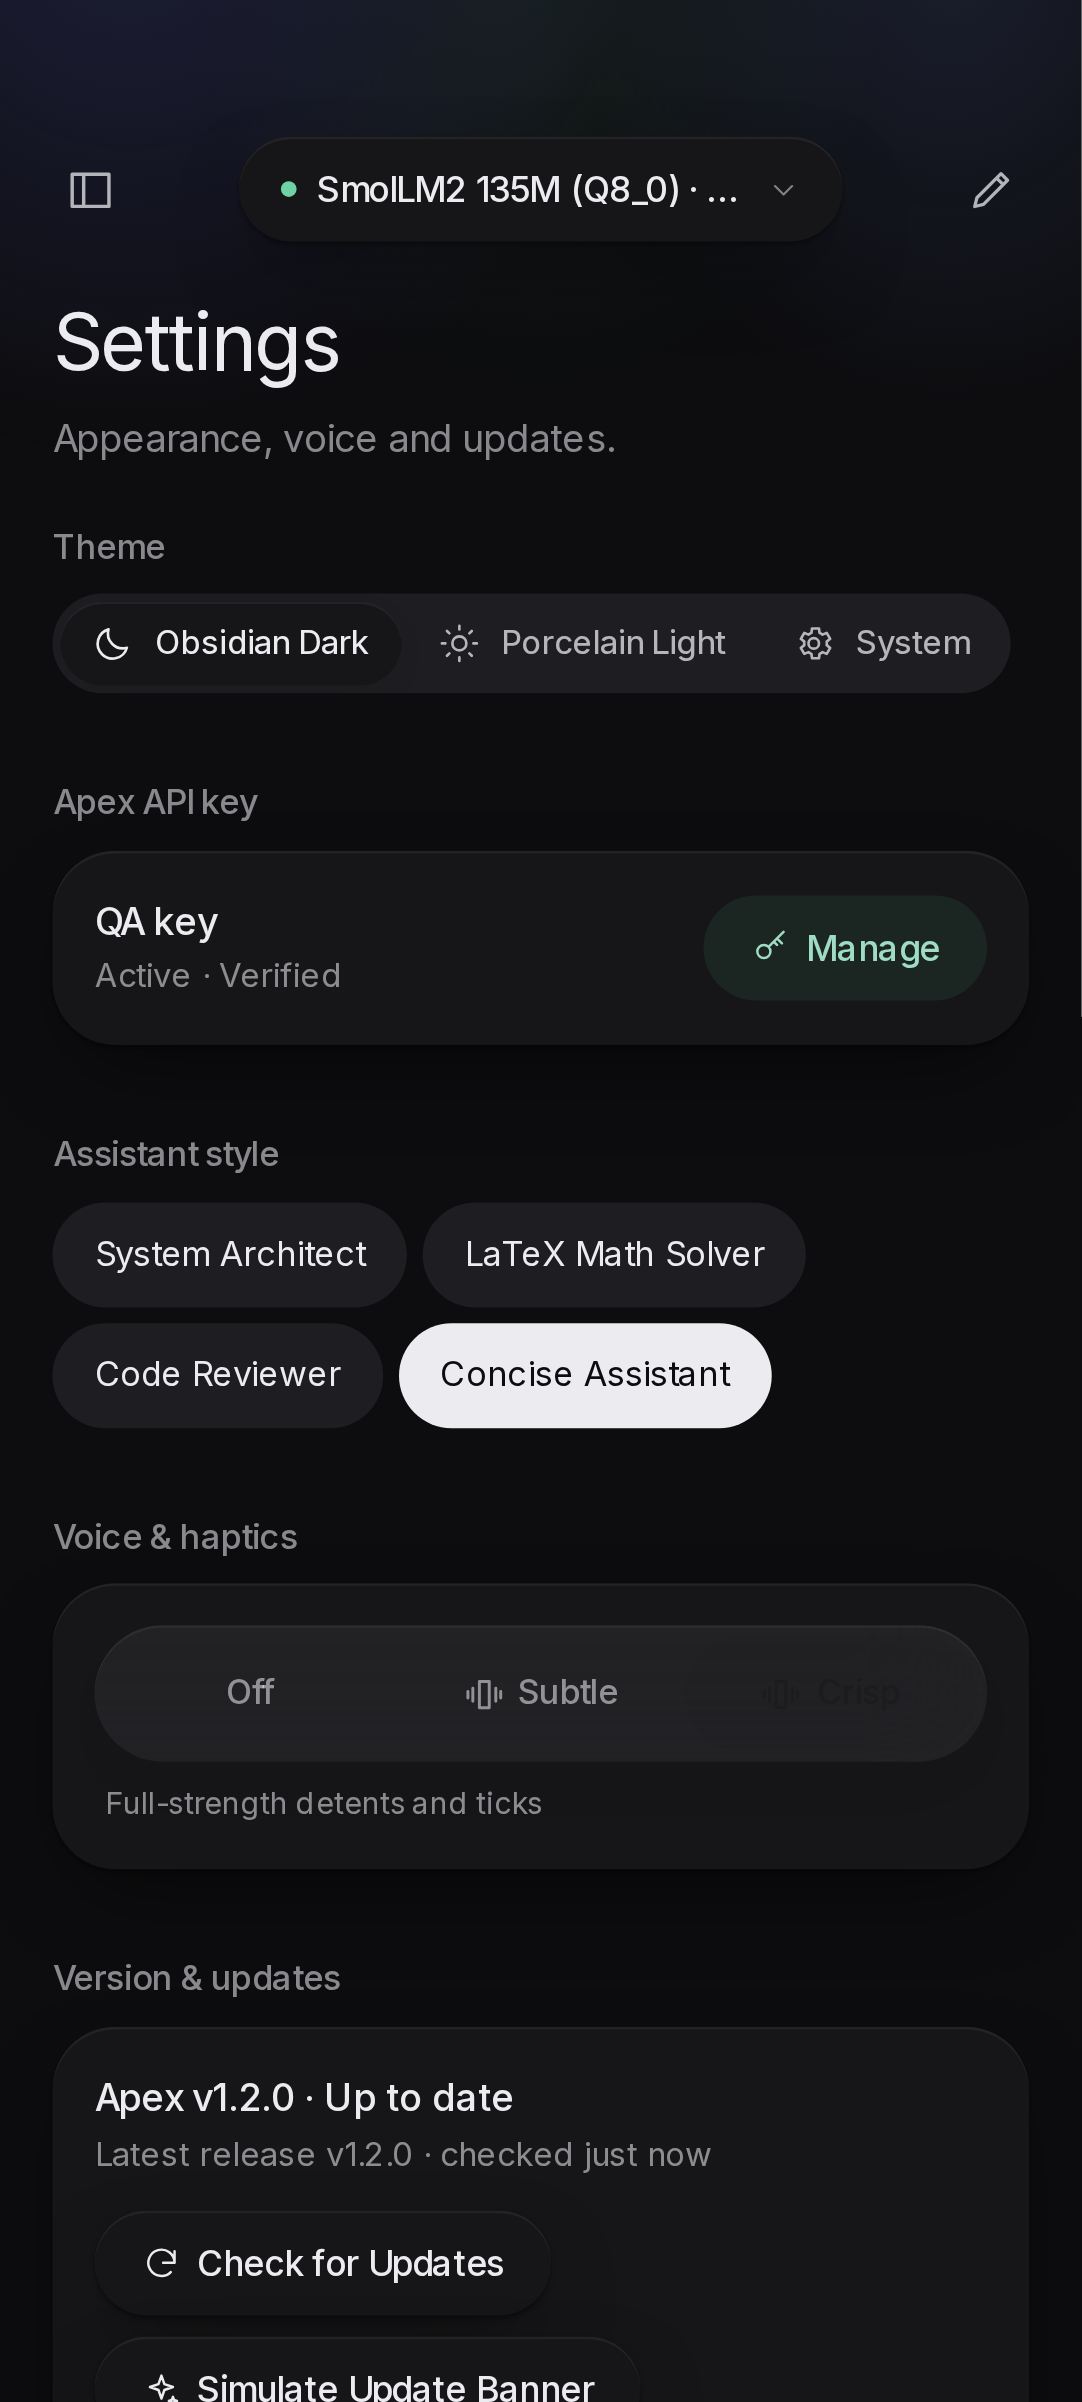 SmolLM2 135M (Q8_0) · ...
Settings
Appearance, voice and updates.
Theme
Obsidian Dark
Porcelain Light
System
Apex API key
QA key
Active · Verified
Manage
Assistant style
System Architect
LaTeX Math Solver
Code Reviewer
Concise Assistant
Voice & haptics
Off
Subtle
Crisp
Full-strength detents and ticks
Version & updates
Apex v1.2.0 · Up to date
Latest release v1.2.0 · checked just now
Check for Updates
Simulate Update Banner